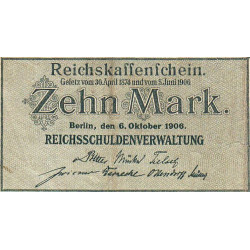 Reichskassenschein.
Gesetz vom 30. April 1874 und vom 5. Juni 1906
Zehn Mark.
Berlin, den 6. Oktober 1906.
REICHSSCHULDENVERWALTUNG